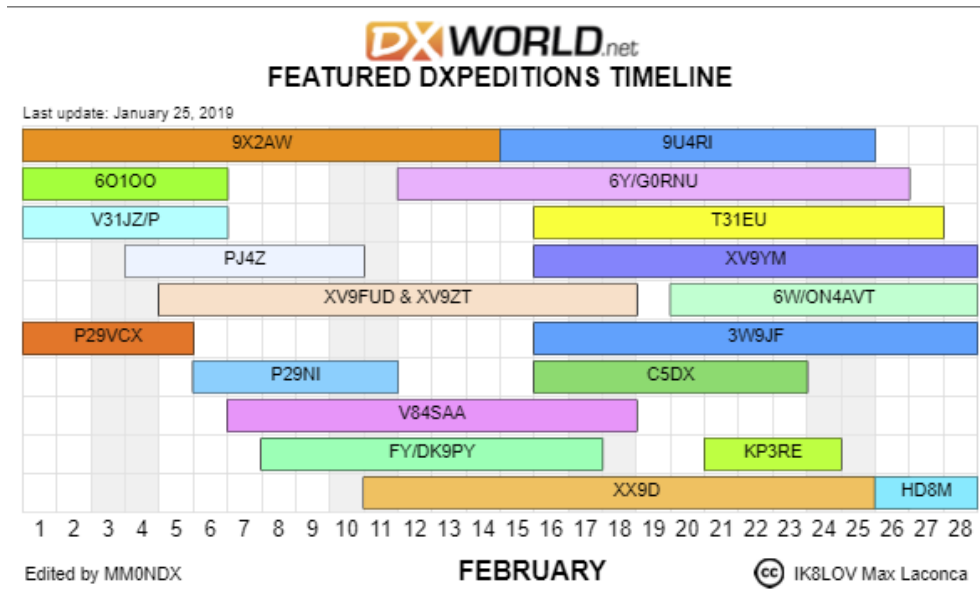 DXWORLD.net
FEATURED DXPEDITIONS TIMELINE
Last update: January 25, 2019
9X2AW 9U4RI
6O1OO 6Y/G0RNU
V31JZ/P T31EU
PJ4Z XV9YM
XV9FUD & XV9ZT 6W/ON4AVT
P29VCX 3W9JF
P29NI C5DX
V84SAA
FY/DK9PY KP3RE
XX9D HD8M
1 2 3 4 5 6 7 8 9 10 11 12 13 14 15 16 17 18 19 20 21 22 23 24 25 26 27 28
Edited by MM0NDX FEBRUARY cc IK8LOV Max Laconca